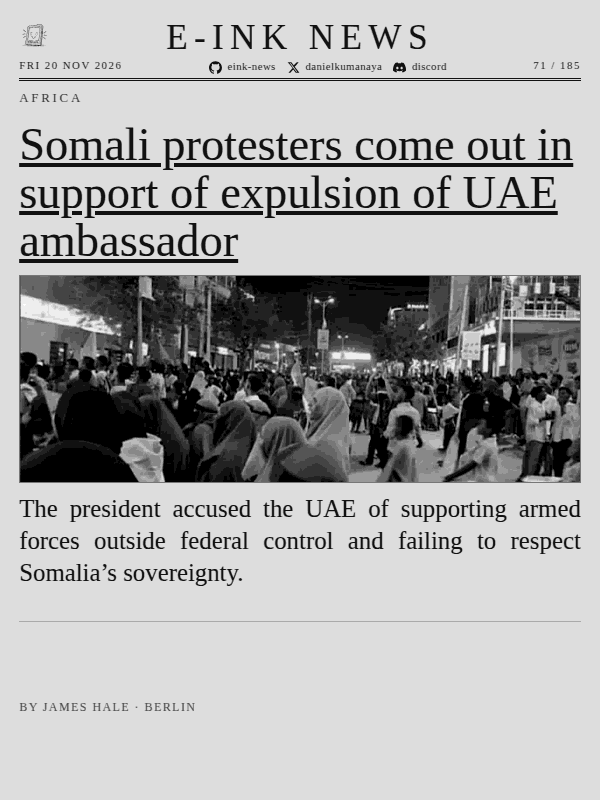 E-INK NEWS
FRI 20 NOV 2026
eink-news
danielkumanaya
discord
71 / 185
AFRICA
Somali protesters come out in
support of expulsion of UAE
ambassador
The president accused the UAE of supporting armed
forces outside federal control and failing to respect
Somalia’s sovereignty.
BY JAMES HALE · BERLIN